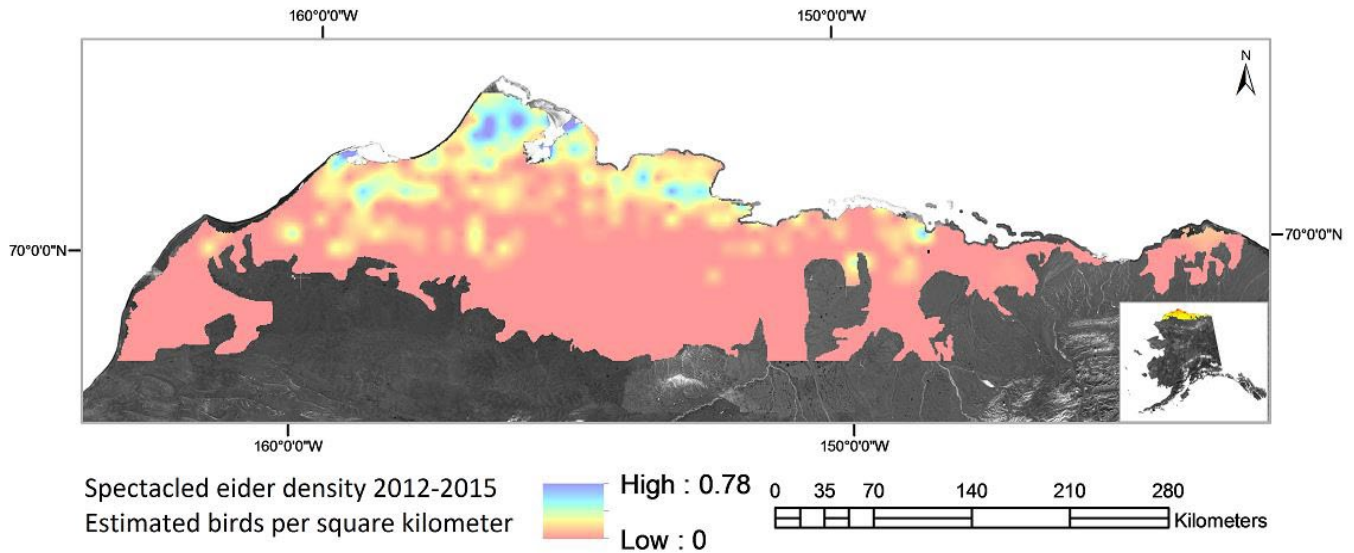 160°0'0"W 150°0'0"W
N
70°0'0"N 70°0'0"N
160°0'0"W 150°0'0"W
Spectacled eider density 2012-2015
Estimated birds per square kilometer
High : 0.78
Low : 0
0 35 70 140 210 280
Kilometers